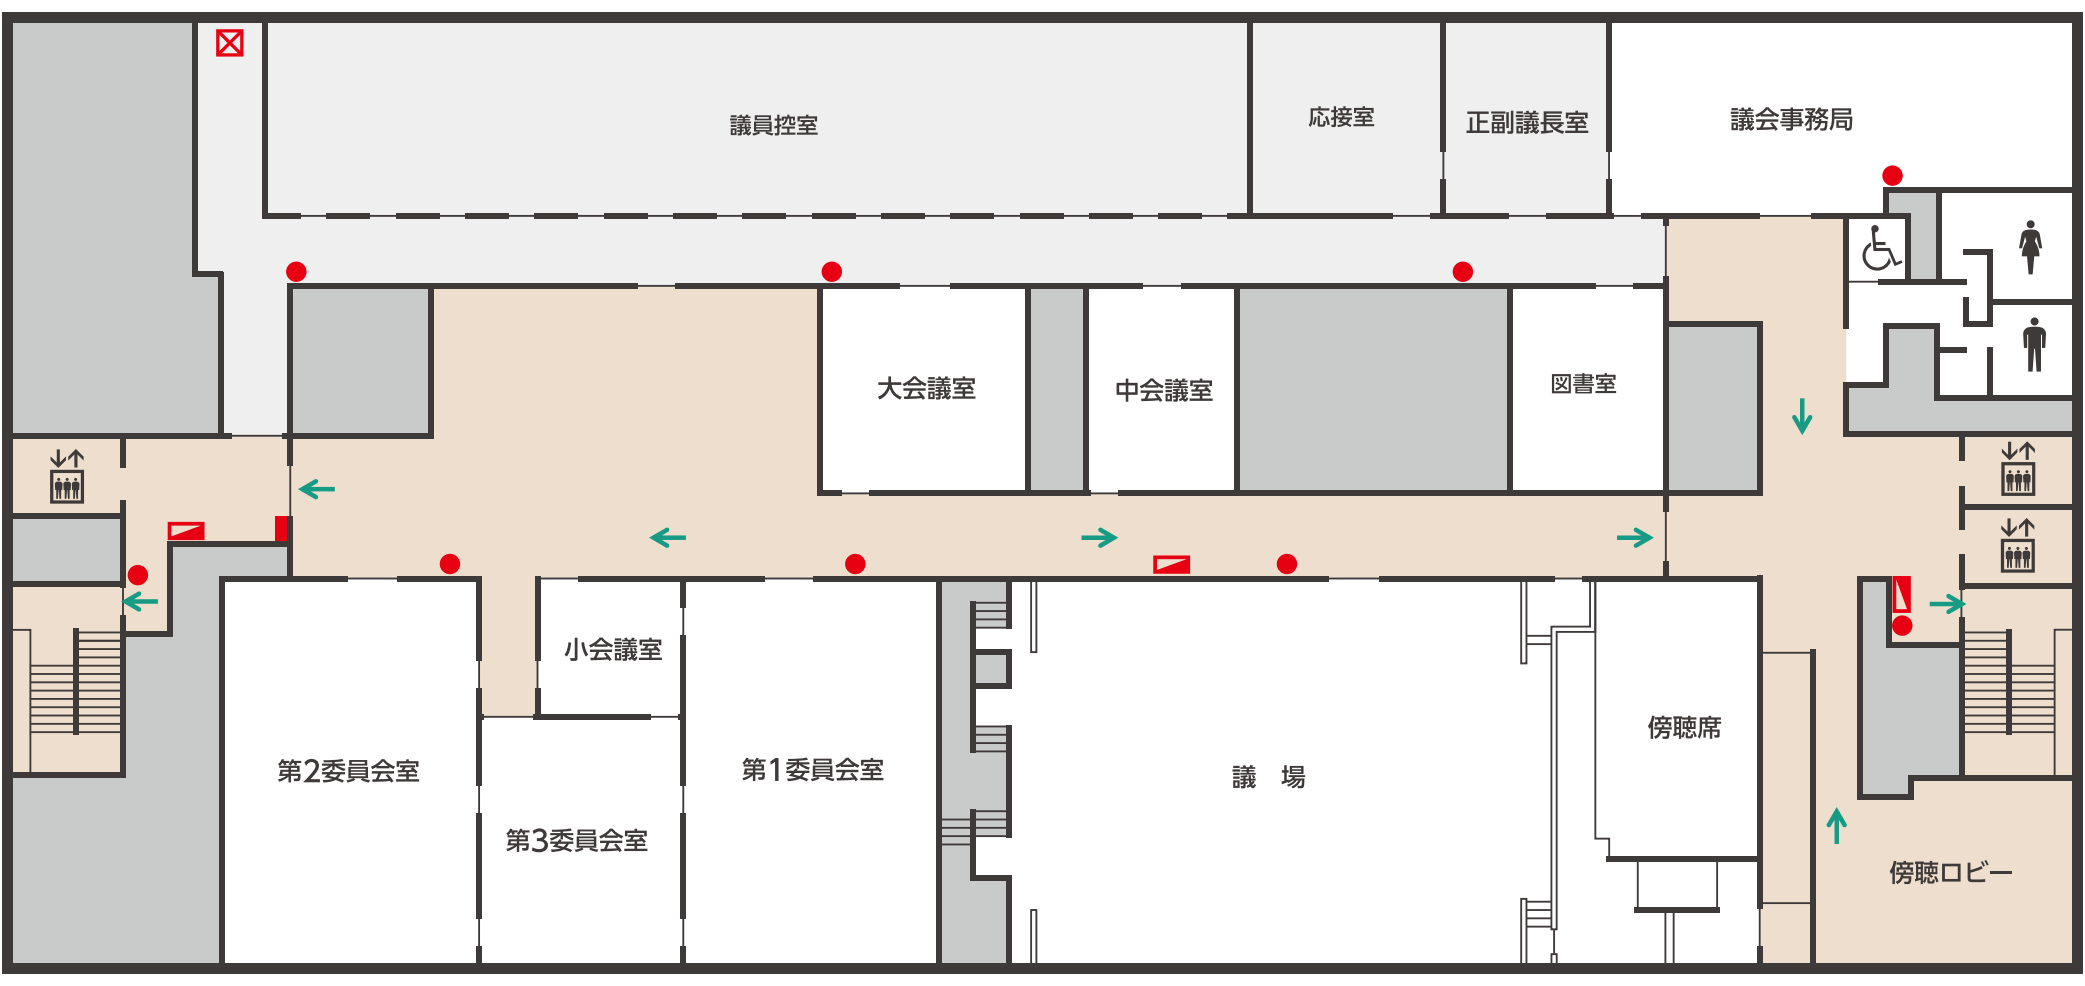 議員控室
応接室
正副議長室
議会事務局
大会議室
中会議室
図書室
小会議室
第2委員会室
第1委員会室
第3委員会室
議　場
傍聴席
傍聴ロビー